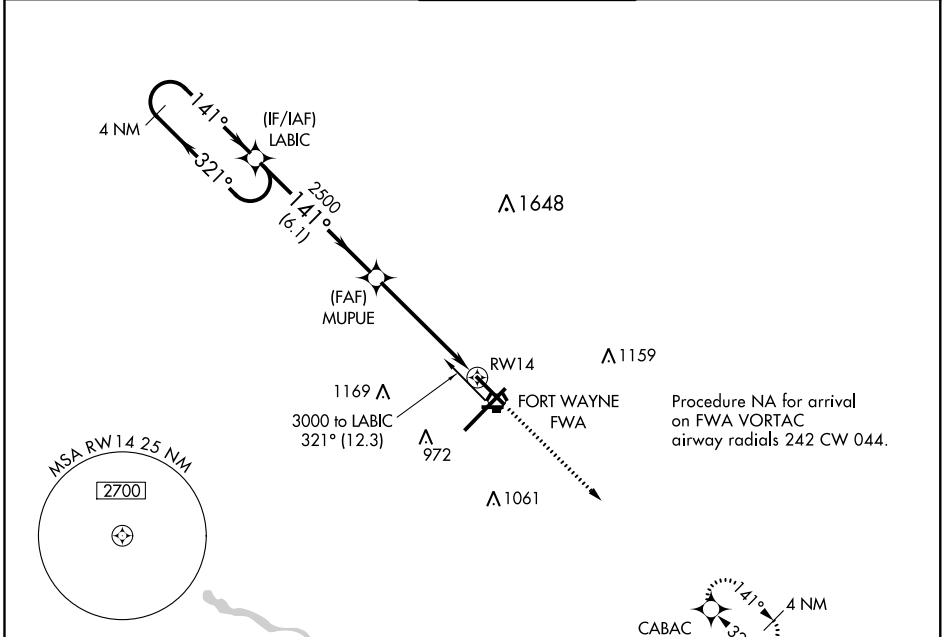 141°
4 NM
321°
(IF/IAF)
LABIC
2500
141°
(6.1)
1648
(FAF)
MUPUE
RW14
1159
1169
3000 to LABIC
321° (12.3)
FORT WAYNE
FWA
972
1061
Procedure NA for arrival
on FWA VORTAC
airway radials 242 CW 044.
MSA RW14 25 NM
2700
141°
4 NM
CABAC